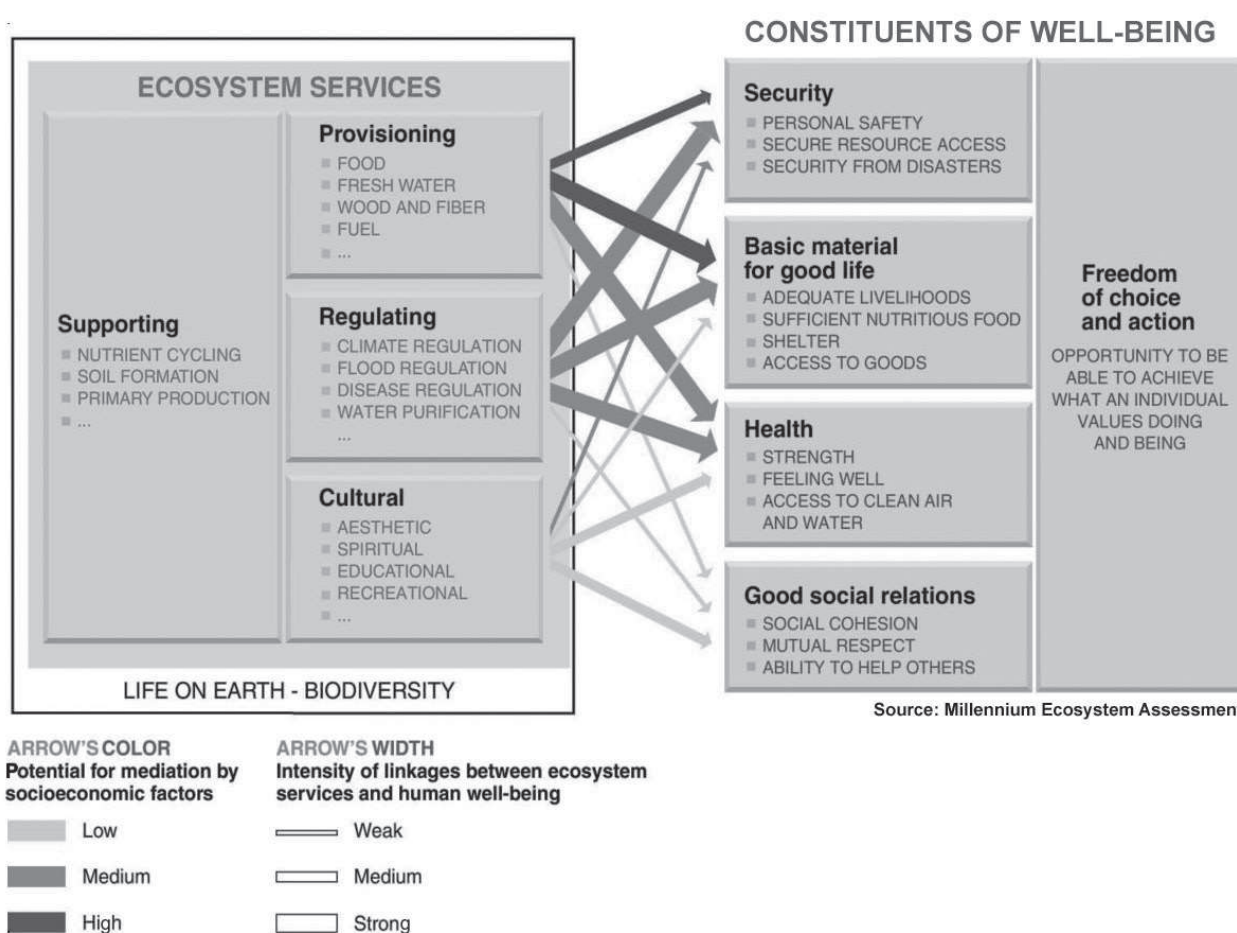 CONSTITUENTS OF WELL-BEING
ECOSYSTEM SERVICES
Supporting
NUTRIENT CYCLING
SOIL FORMATION
PRIMARY PRODUCTION
...
Provisioning
FOOD
FRESH WATER
WOOD AND FIBER
FUEL
...
Regulating
CLIMATE REGULATION
FLOOD REGULATION
DISEASE REGULATION
WATER PURIFICATION
...
Cultural
AESTHETIC
SPIRITUAL
EDUCATIONAL
RECREATIONAL
...
LIFE ON EARTH - BIODIVERSITY
Security
PERSONAL SAFETY
SECURE RESOURCE ACCESS
SECURITY FROM DISASTERS
Basic material
for good life
ADEQUATE LIVELIHOODS
SUFFICIENT NUTRITIOUS FOOD
SHELTER
ACCESS TO GOODS
Health
STRENGTH
FEELING WELL
ACCESS TO CLEAN AIR
AND WATER
Good social relations
SOCIAL COHESION
MUTUAL RESPECT
ABILITY TO HELP OTHERS
Freedom
of choice
and action
OPPORTUNITY TO BE
ABLE TO ACHIEVE
WHAT AN INDIVIDUAL
VALUES DOING
AND BEING
Source: Millennium Ecosystem Assessmen
ARROW'S COLOR
Potential for mediation by
socioeconomic factors
Low
Medium
High
ARROW'S WIDTH
Intensity of linkages between ecosystem
services and human well-being
Weak
Medium
Strong